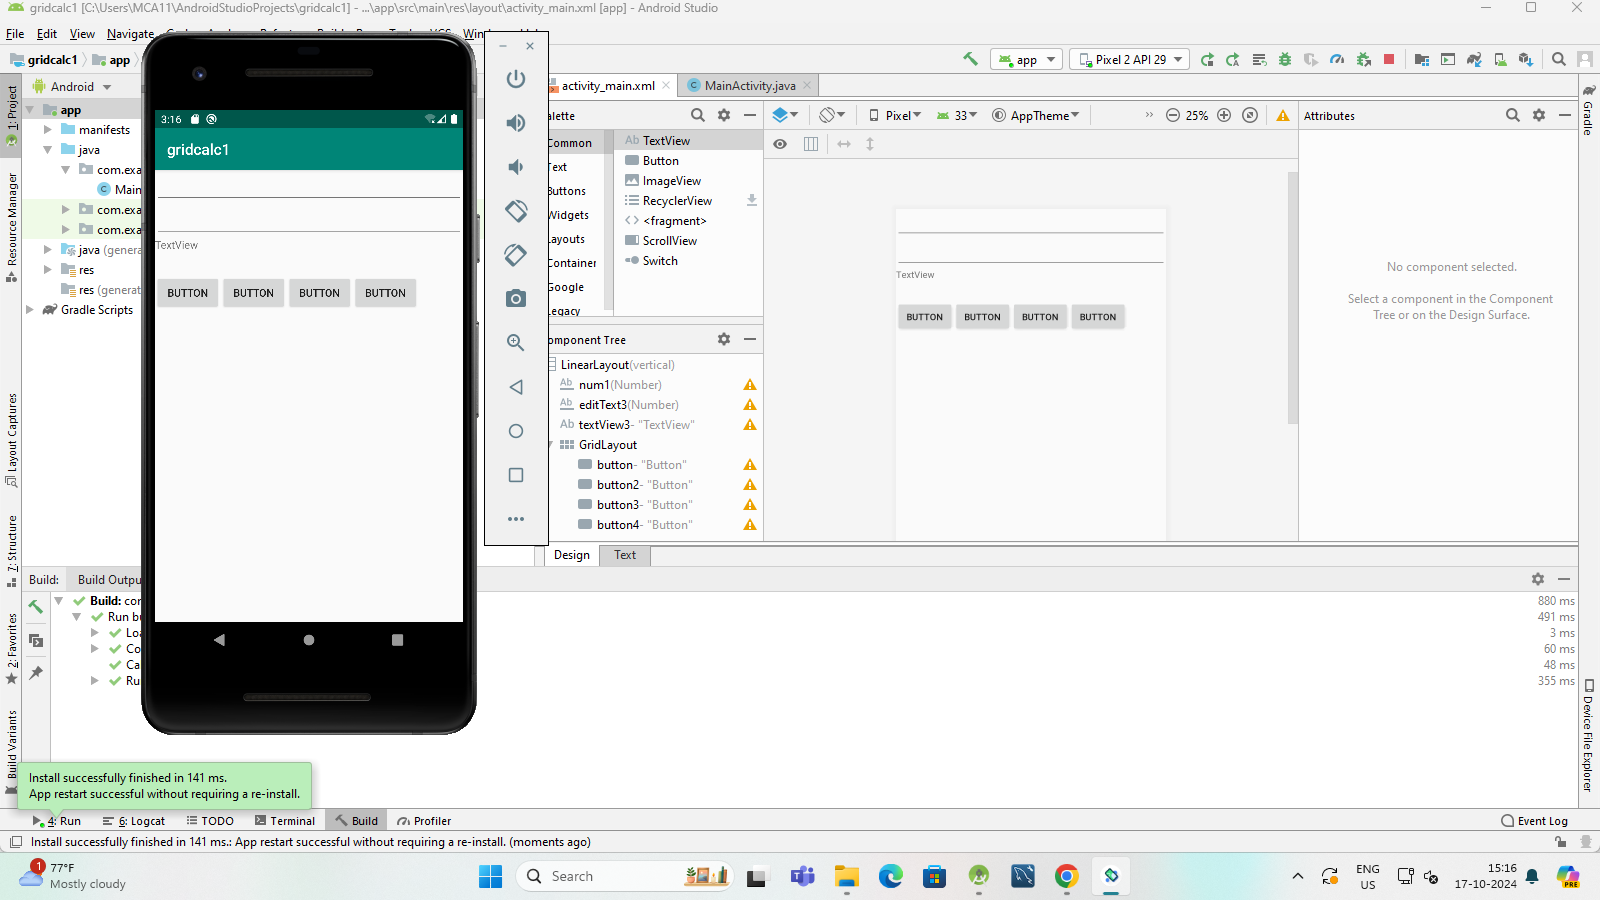 gridcalc1 [C:\Users\MCA11\AndroidStudioProjects\gridcalc1] - ...\app\src\main\res\layout\activity_main.xml [app] - Android Studio
File Edit View Navigate
gridcalc1 app
app Pixel 2 API 29
activity_main.xml MainActivity.java
1: Project
Resource Manager
Layout Captures
7: Structure
2: Favorites
Build Variants
Android
app
manifests
java
com.exa
Main
com.exa
com.exa
java (genera
res
res (generat
Gradle Scripts
3:16
gridcalc1
TextView
BUTTON BUTTON BUTTON BUTTON
alette
Common
Text
Buttons
Widgets
Layouts
Container
Google
Legacy
Ab TextView
Button
ImageView
RecyclerView
<fragment>
ScrollView
Switch
Pixel 33 AppTheme 25%
omponent Tree
LinearLayout(vertical)
Ab num1(Number)
Ab editText3(Number)
Ab textView3- "TextView"
GridLayout
button- "Button"
button2- "Button"
button3- "Button"
button4- "Button"
Design Text
TextView
BUTTON BUTTON BUTTON BUTTON
Attributes
No component selected.
Select a component in the Component
Tree or on the Design Surface.
Gradle
Device File Explorer
Build: Build Outpu
Build: cor
Run bu
Loa
Co
Ca
Ru
880 ms
491 ms
3 ms
60 ms
48 ms
355 ms
Install successfully finished in 141 ms.
App restart successful without requiring a re-install.
4: Run 6: Logcat TODO Terminal Build Profiler Event Log
Install successfully finished in 141 ms.: App restart successful without requiring a re-install. (moments ago)
1
77°F
Mostly cloudy
Search
ENG
US
15:16
17-10-2024
PRE